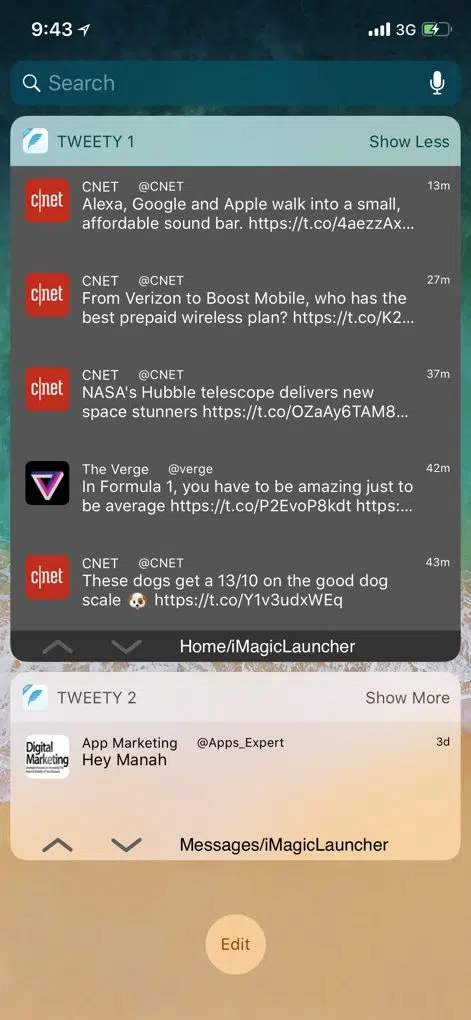 9:43
3G
Search
TWEETY 1
Show Less
c|net
CNET @CNET
13m
Alexa, Google and Apple walk into a small,
affordable sound bar. https://t.co/4aezzAx...
c|net
CNET @CNET
27m
From Verizon to Boost Mobile, who has the
best prepaid wireless plan? https://t.co/K2...
c|net
CNET @CNET
37m
NASA's Hubble telescope delivers new
space stunners https://t.co/OZaAy6TAM8...
The Verge @verge
42m
In Formula 1, you have to be amazing just to
be average https://t.co/P2EvoP8kdt https:...
c|net
CNET @CNET
43m
These dogs get a 13/10 on the good dog
scale 🐶 https://t.co/Y1v3udxWEq
Home/iMagicLauncher
TWEETY 2
Show More
Digital
Marketing
App Marketing @Apps_Expert
3d
Hey Manah
Messages/iMagicLauncher
Edit